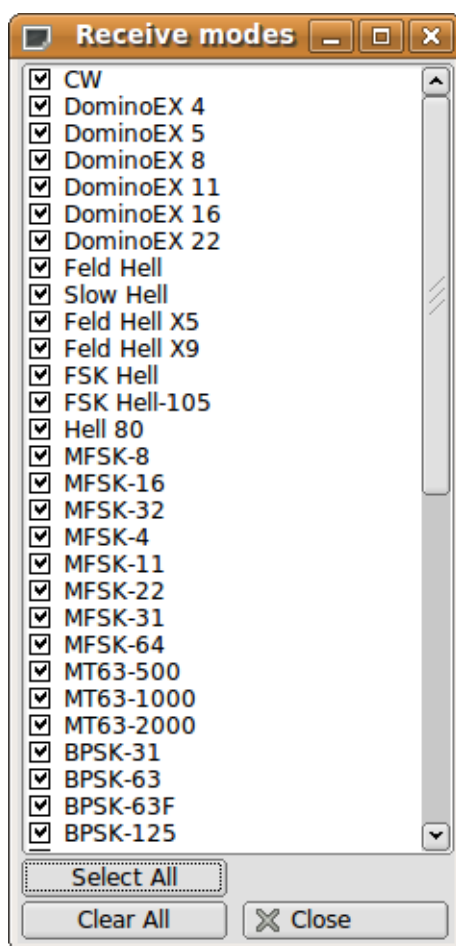 Receive modes
CW
DominoEX 4
DominoEX 5
DominoEX 8
DominoEX 11
DominoEX 16
DominoEX 22
Feld Hell
Slow Hell
Feld Hell X5
Feld Hell X9
FSK Hell
FSK Hell-105
Hell 80
MFSK-8
MFSK-16
MFSK-32
MFSK-4
MFSK-11
MFSK-22
MFSK-31
MFSK-64
MT63-500
MT63-1000
MT63-2000
BPSK-31
BPSK-63
BPSK-63F
BPSK-125
Select All
Clear All Close